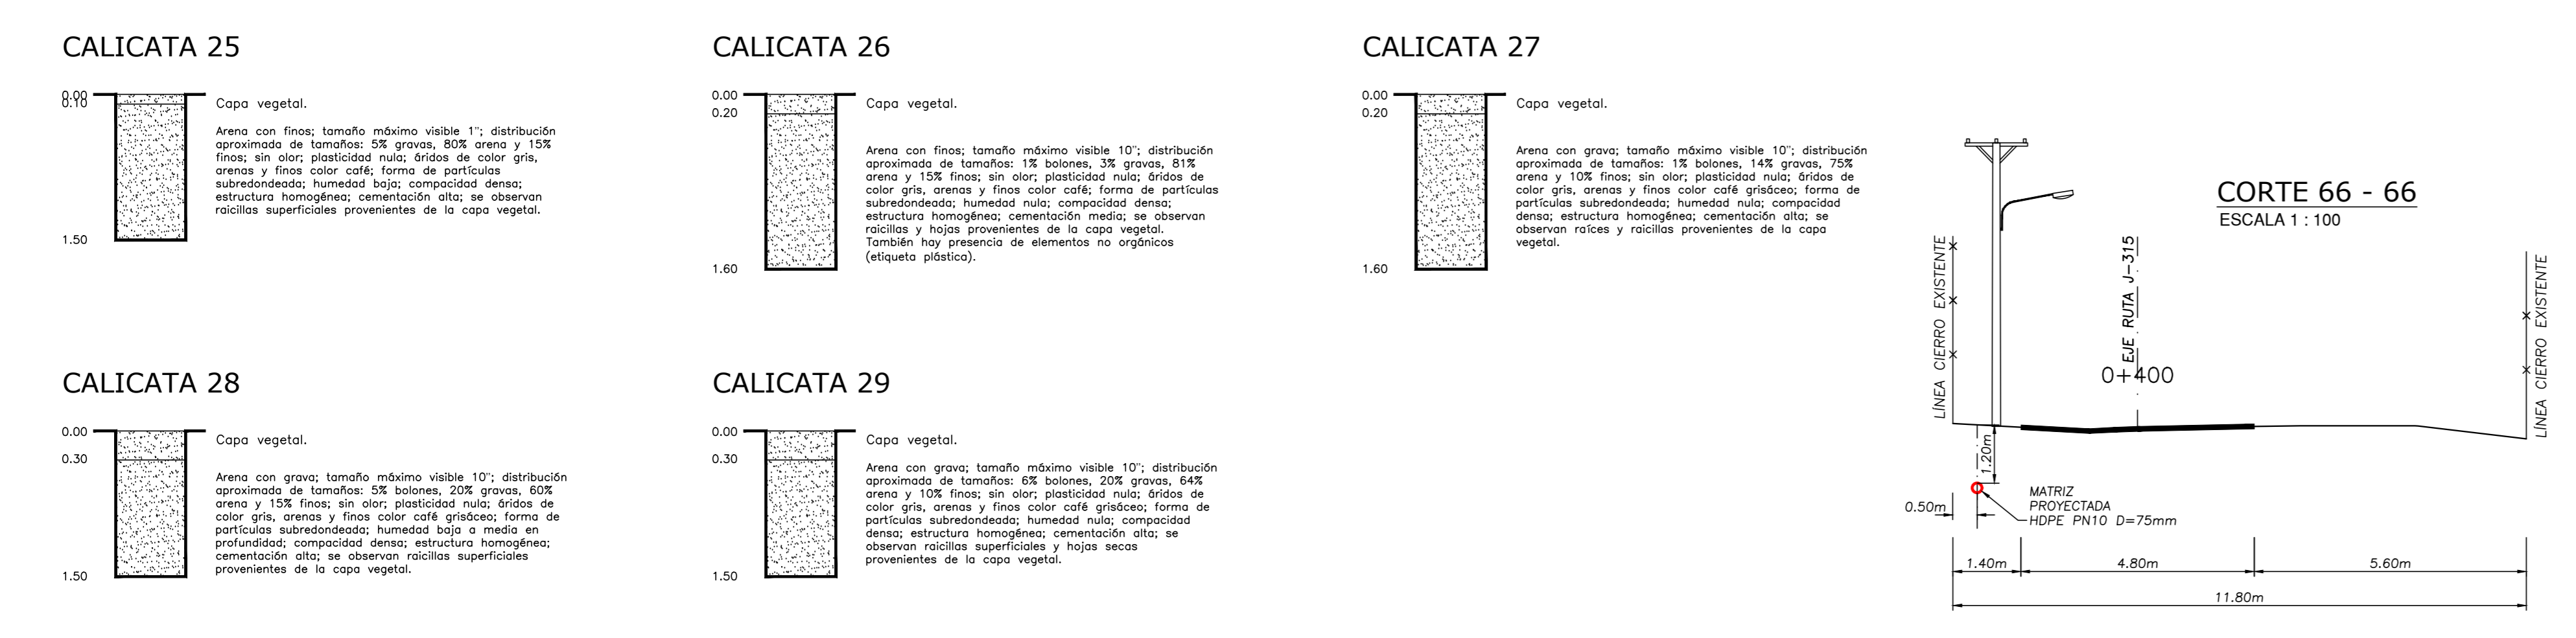 CALICATA 25
0.00
0.10
1.50
Capa vegetal.
Arena con finos; tamaño máximo visible 1"; distribución
aproximada de tamaños: 5% gravas, 80% arena y 15%
finos; sin olor; plasticidad nula; áridos de color gris,
arenas y finos color café; forma de partículas
subredondeada; humedad baja; compacidad densa;
estructura homogénea; cementación alta; se observan
raicillas superficiales provenientes de la capa vegetal.
CALICATA 26
0.00
0.20
1.60
Capa vegetal.
Arena con finos; tamaño máximo visible 10"; distribución
aproximada de tamaños: 1% bolones, 3% gravas, 81%
arena y 15% finos; sin olor; plasticidad nula; áridos de
color gris, arenas y finos color café; forma de partículas
subredondeada; humedad nula; compacidad densa;
estructura homogénea; cementación media; se observan
raicillas y hojas provenientes de la capa vegetal.
También hay presencia de elementos no orgánicos
(etiqueta plástica).
CALICATA 27
0.00
0.20
1.60
Capa vegetal.
Arena con grava; tamaño máximo visible 10"; distribución
aproximada de tamaños: 1% bolones, 14% gravas, 75%
arena y 10% finos; sin olor; plasticidad nula; áridos de
color gris, arenas y finos color café grisáceo; forma de
partículas subredondeada; humedad nula; compacidad
densa; estructura homogénea; cementación alta; se
observan raíces y raicillas provenientes de la capa
vegetal.
CALICATA 28
0.00
0.30
1.50
Capa vegetal.
Arena con grava; tamaño máximo visible 10"; distribución
aproximada de tamaños: 5% bolones, 20% gravas, 60%
arena y 15% finos; sin olor; plasticidad nula; áridos de
color gris, arenas y finos color café grisáceo; forma de
partículas subredondeada; humedad baja a media en
profundidad; compacidad densa; estructura homogénea;
cementación alta; se observan raicillas superficiales
provenientes de la capa vegetal.
CALICATA 29
0.00
0.30
1.50
Capa vegetal.
Arena con grava; tamaño máximo visible 10"; distribución
aproximada de tamaños: 6% bolones, 20% gravas, 64%
arena y 10% finos; sin olor; plasticidad nula; áridos de
color gris, arenas y finos color café grisáceo; forma de
partículas subredondeada; humedad nula; compacidad
densa; estructura homogénea; cementación alta; se
observan raicillas superficiales y hojas secas
provenientes de la capa vegetal.
CORTE 66 - 66
ESCALA 1 : 100
LÍNEA CIERRO EXISTENTE
EJE RUTA J-315
0+400
LÍNEA CIERRO EXISTENTE
1.20m
0.50m
MATRIZ
PROYECTADA
HDPE PN10 D=75mm
1.40m
4.80m
5.60m
11.80m